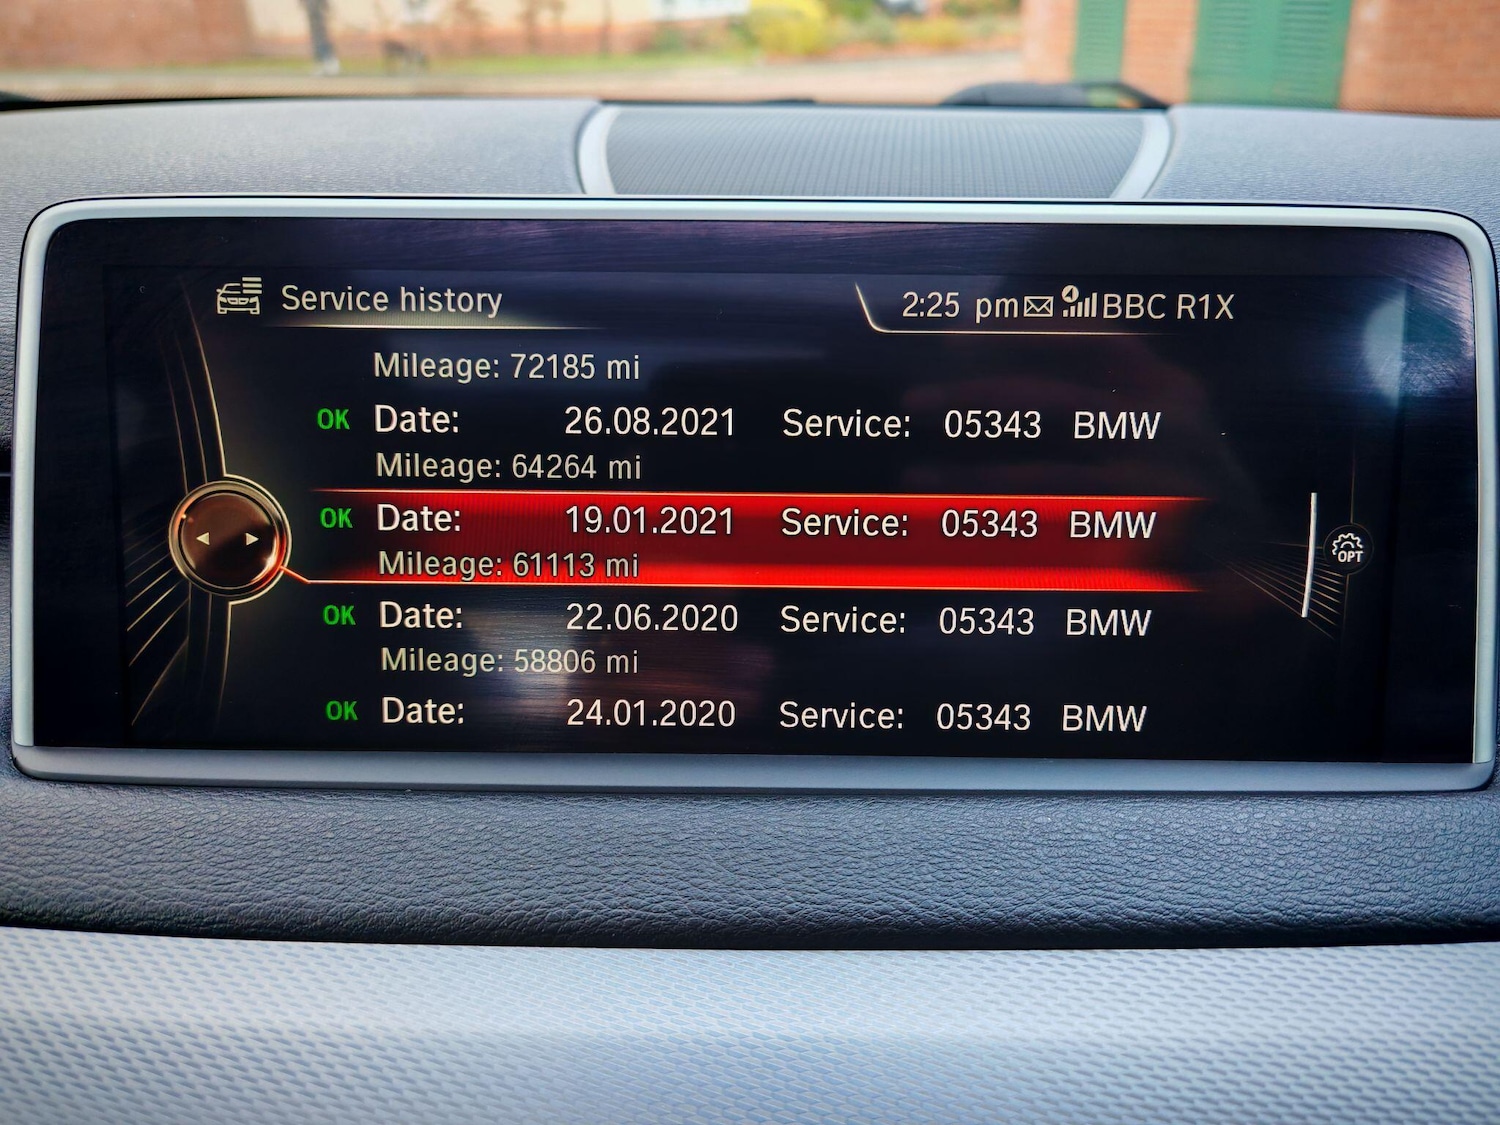 Service history
2:25 pm BBC R1X
Mileage: 72185 mi
OK Date: 26.08.2021 Service: 05343 BMW
Mileage: 64264 mi
OK Date: 19.01.2021 Service: 05343 BMW
Mileage: 61113 mi
OK Date: 22.06.2020 Service: 05343 BMW
Mileage: 58806 mi
OK Date: 24.01.2020 Service: 05343 BMW
OPT